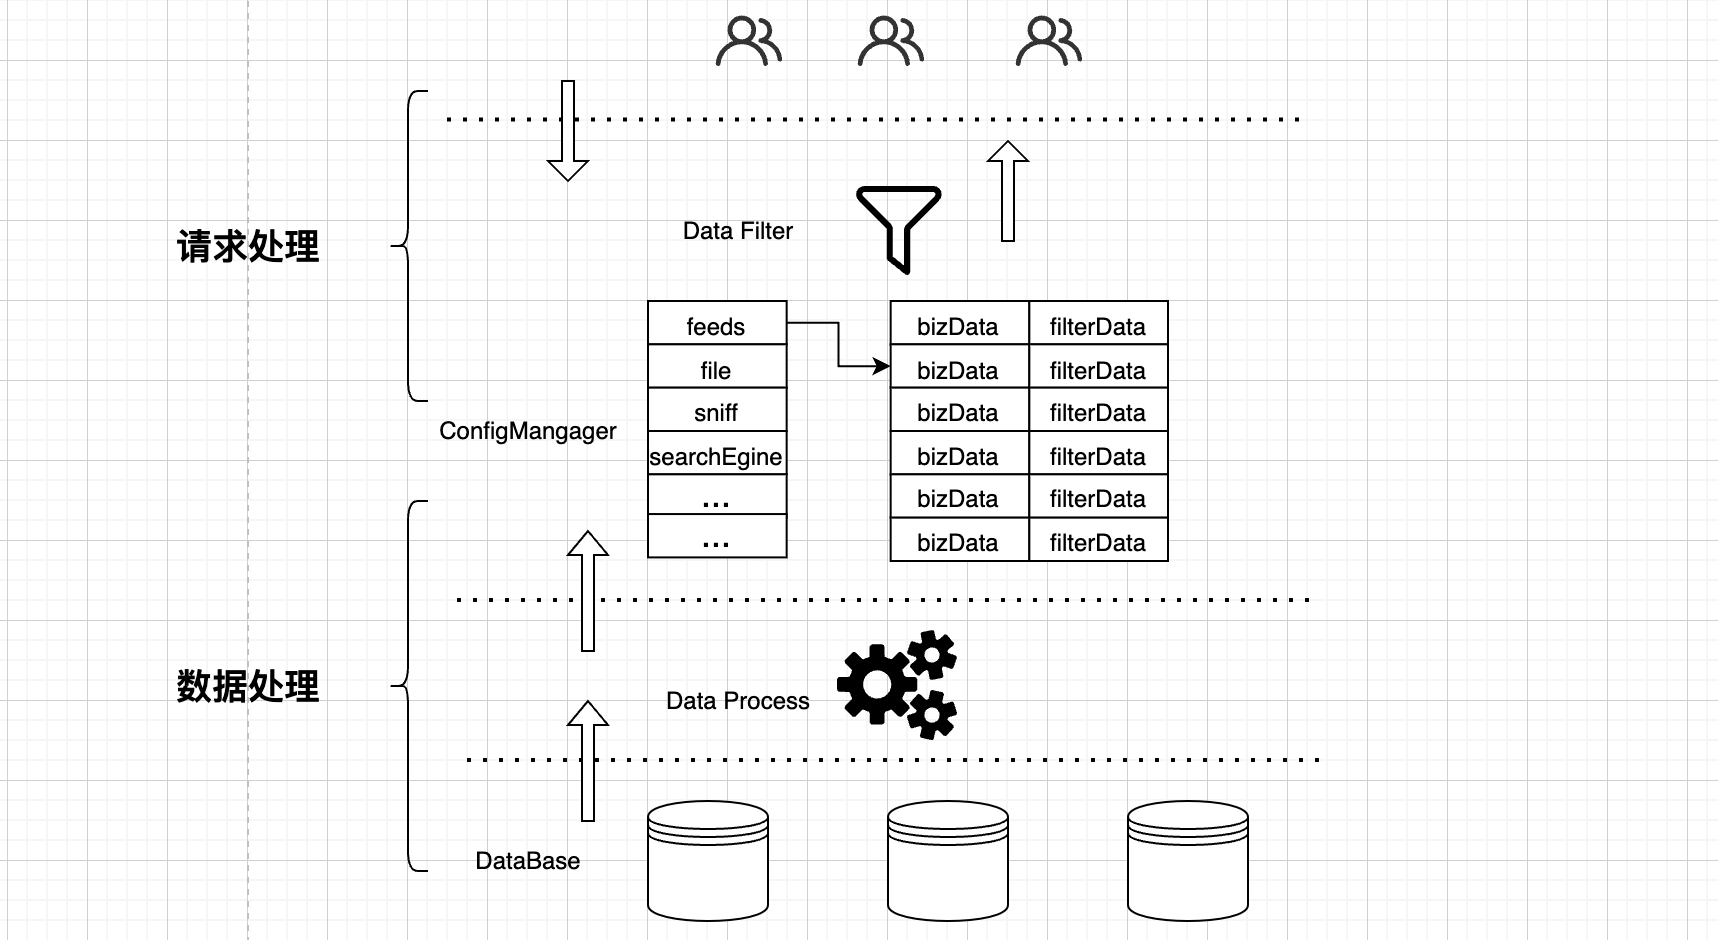 请求处理
Data Filter
feeds
bizData
filterData
file
bizData
filterData
sniff
bizData
filterData
ConfigMangager
searchEgine
bizData
filterData
...
bizData
filterData
...
bizData
filterData
数据处理
Data Process
DataBase